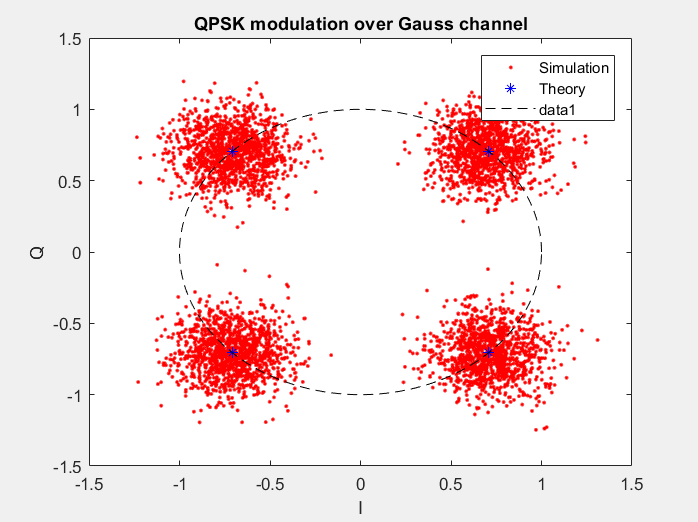 QPSK modulation over Gauss channel
1.5
1
0.5
0
-0.5
-1
-1.5
Q
Simulation
Theory
data1
-1.5 -1 -0.5 0 0.5 1 1.5
I